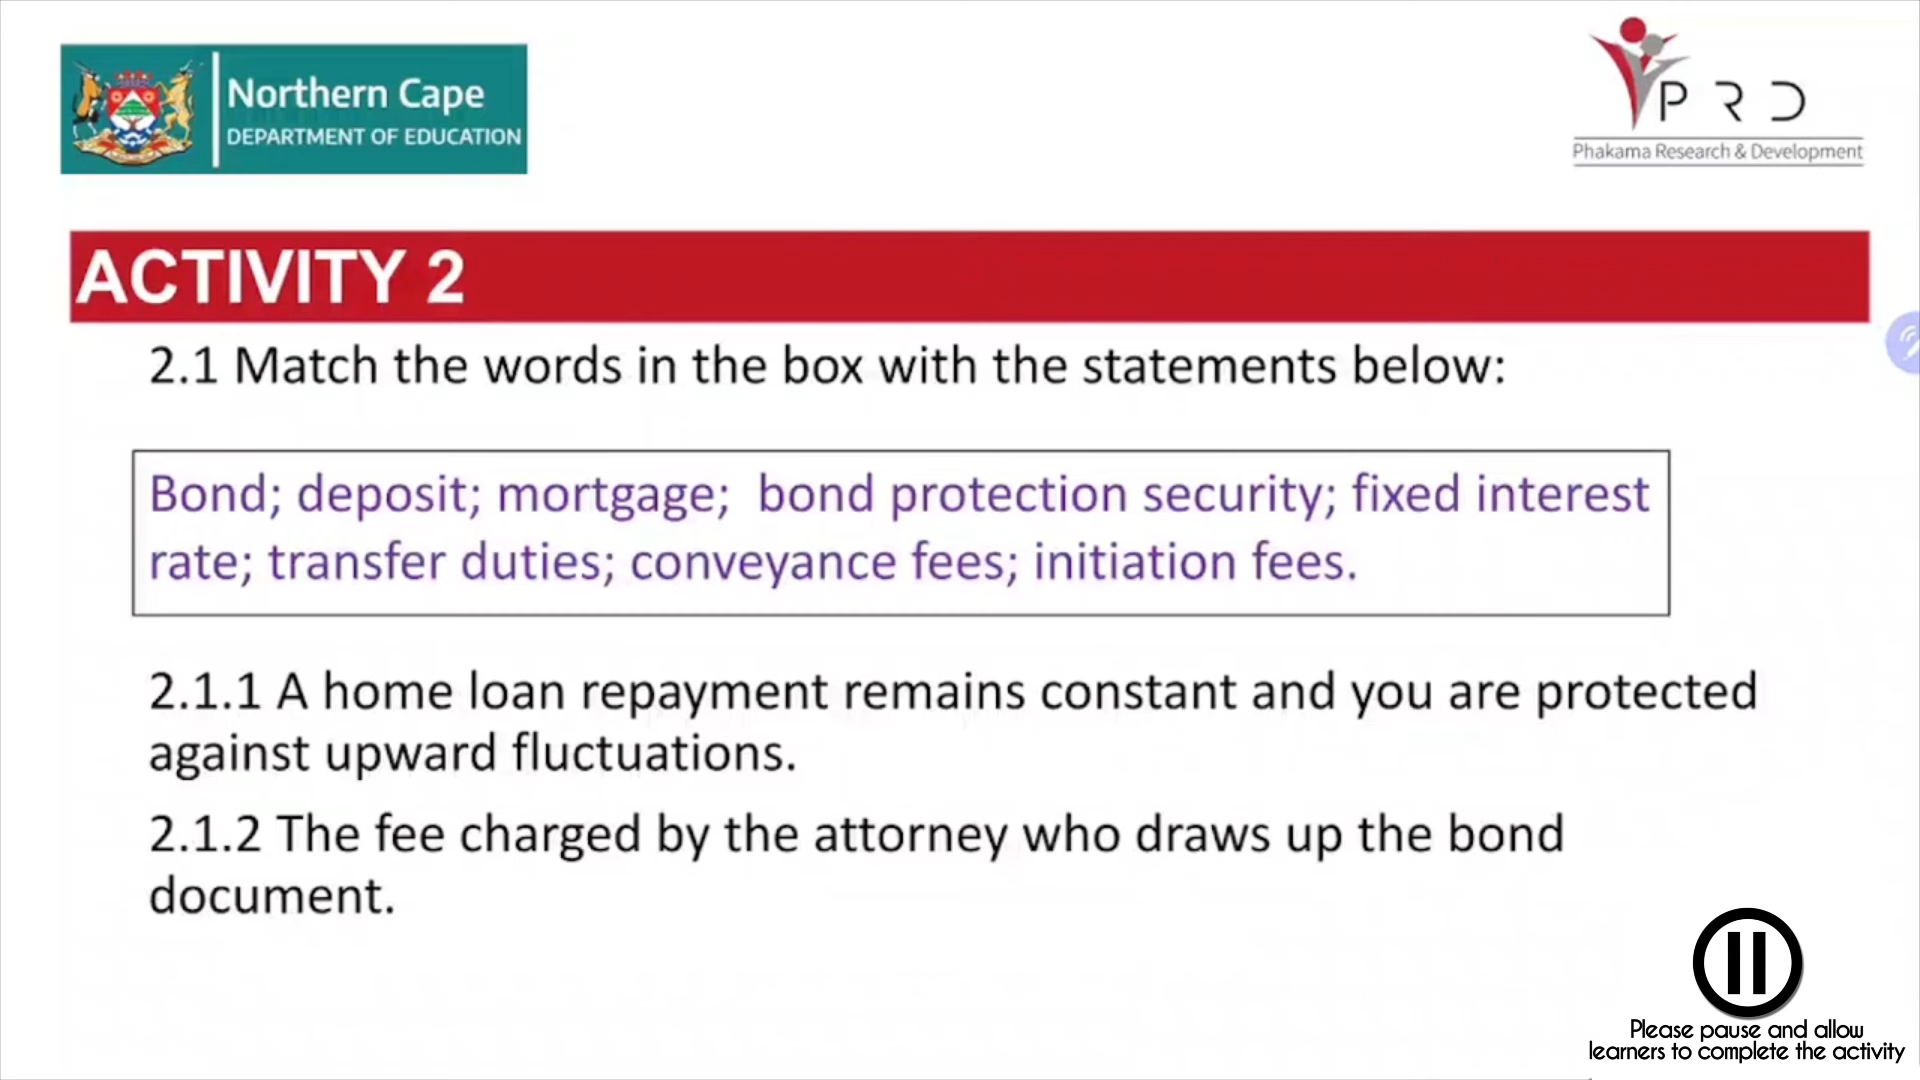 Northern Cape
DEPARTMENT OF EDUCATION
PRD
Phakama Research & Development
ACTIVITY 2
2.1 Match the words in the box with the statements below:
Bond; deposit; mortgage; bond protection security; fixed interest
rate; transfer duties; conveyance fees; initiation fees.
2.1.1 A home loan repayment remains constant and you are protected
against upward fluctuations.
2.1.2 The fee charged by the attorney who draws up the bond
document.
Please pause and allow
learners to complete the activity